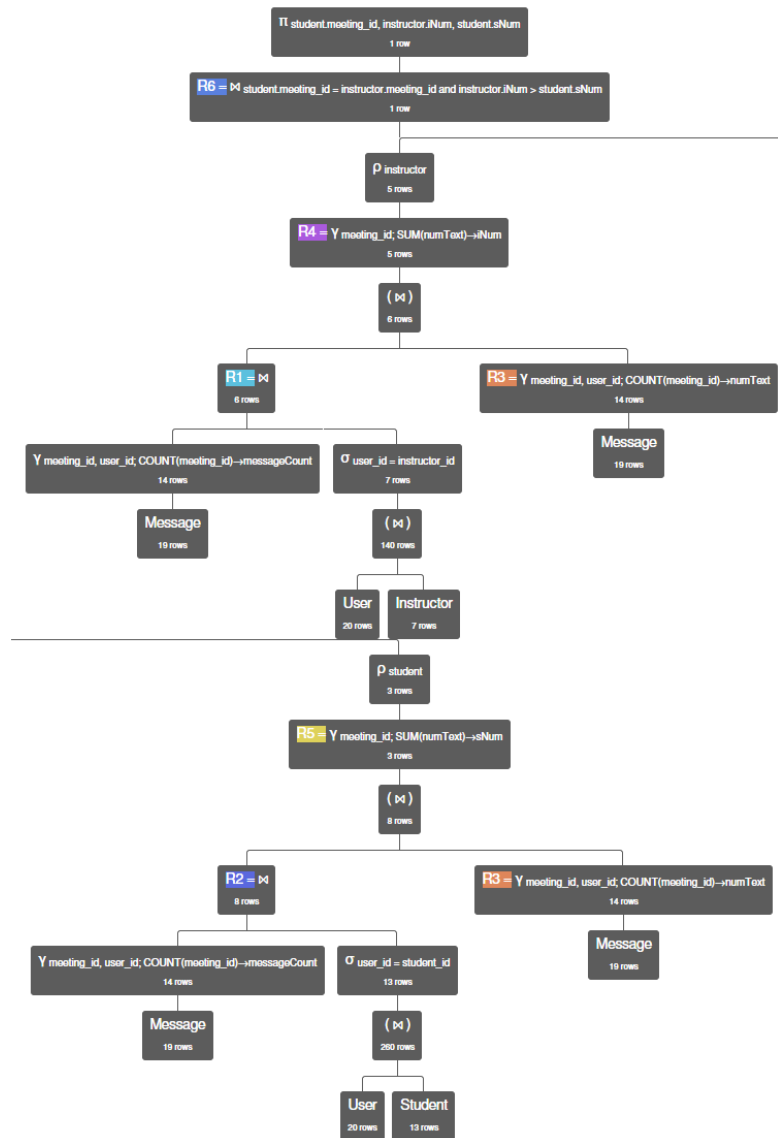 π student.meeting_id, instructor.iNum, student.sNum
1 row
R6 = ⋈ student.meeting_id = instructor.meeting_id and instructor.iNum > student.sNum
1 row
ρ instructor
5 rows
R4 = γ meeting_id; SUM(numText)→iNum
5 rows
( ⋈ )
6 rows
R1 = ⋈
6 rows
R3 = γ meeting_id, user_id; COUNT(meeting_id)→numText
14 rows
γ meeting_id, user_id; COUNT(meeting_id)→messageCount
14 rows
σ user_id = instructor_id
7 rows
Message
19 rows
Message
19 rows
( ⋈ )
140 rows
User
20 rows
Instructor
7 rows
ρ student
3 rows
R5 = γ meeting_id; SUM(numText)→sNum
3 rows
( ⋈ )
8 rows
R2 = ⋈
8 rows
R3 = γ meeting_id, user_id; COUNT(meeting_id)→numText
14 rows
γ meeting_id, user_id; COUNT(meeting_id)→messageCount
14 rows
σ user_id = student_id
13 rows
Message
19 rows
Message
19 rows
( ⋈ )
260 rows
User
20 rows
Student
13 rows